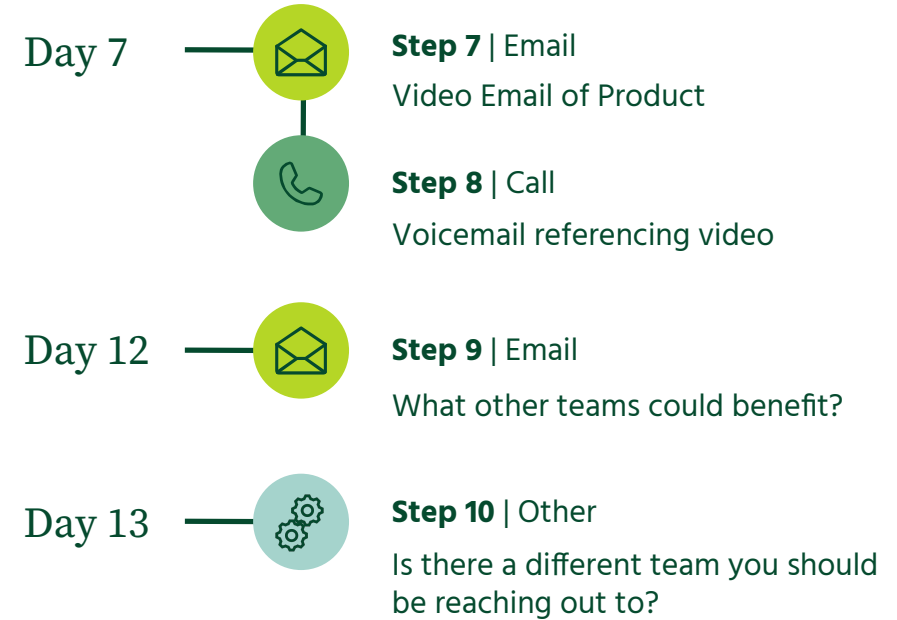 Day 7
Step 7 | Email
Video Email of Product
Step 8 | Call
Voicemail referencing video
Day 12
Step 9 | Email
What other teams could benefit?
Day 13
Step 10 | Other
Is there a different team you should
be reaching out to?